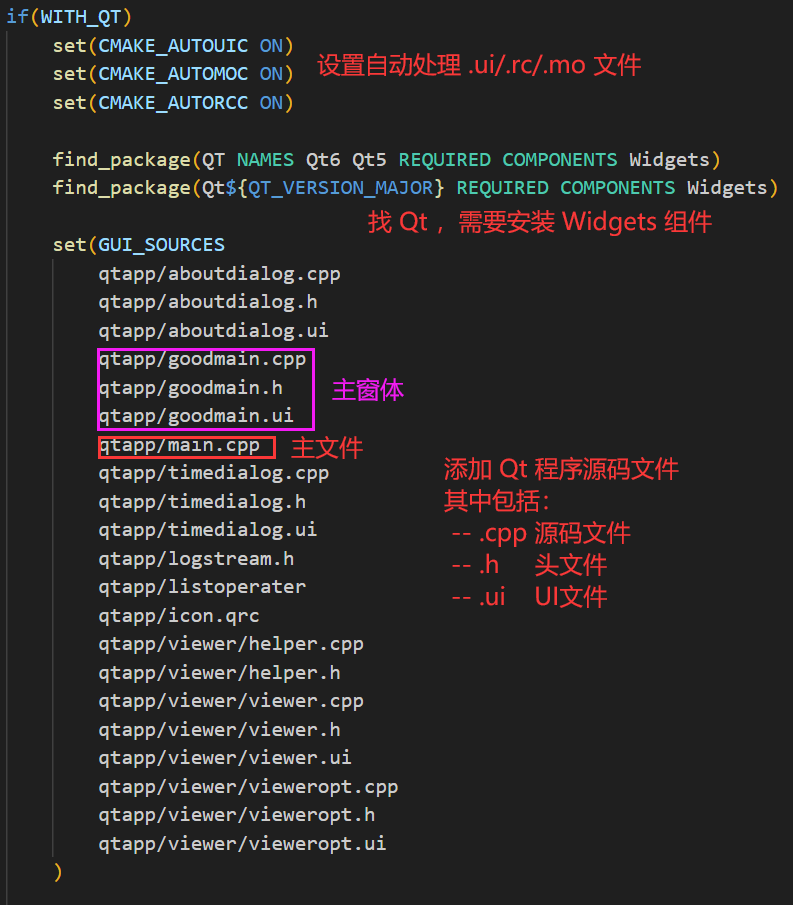 if(WITH_QT)
set(CMAKE_AUTOUIC ON)
set(CMAKE_AUTOMOC ON)
设置自动处理 .ui/.rc/.mo 文件
set(CMAKE_AUTORCC ON)
find_package(QT NAMES Qt6 Qt5 REQUIRED COMPONENTS Widgets)
find_package(Qt${QT_VERSION_MAJOR} REQUIRED COMPONENTS Widgets)
找 Qt ，需要安装 Widgets 组件
set(GUI_SOURCES
qtapp/aboutdialog.cpp
qtapp/aboutdialog.h
qtapp/aboutdialog.ui
qtapp/goodmain.cpp
qtapp/goodmain.h
主窗体
qtapp/goodmain.ui
qtapp/main.cpp
主文件
qtapp/timedialog.cpp
qtapp/timedialog.h
qtapp/timedialog.ui
qtapp/logstream.h
qtapp/listoperater
qtapp/icon.qrc
添加 Qt 程序源码文件
其中包括：
-- .cpp 源码文件
-- .h 头文件
-- .ui UI文件
qtapp/viewer/helper.cpp
qtapp/viewer/helper.h
qtapp/viewer/viewer.cpp
qtapp/viewer/viewer.h
qtapp/viewer/viewer.ui
qtapp/viewer/vieweropt.cpp
qtapp/viewer/vieweropt.h
qtapp/viewer/vieweropt.ui
)